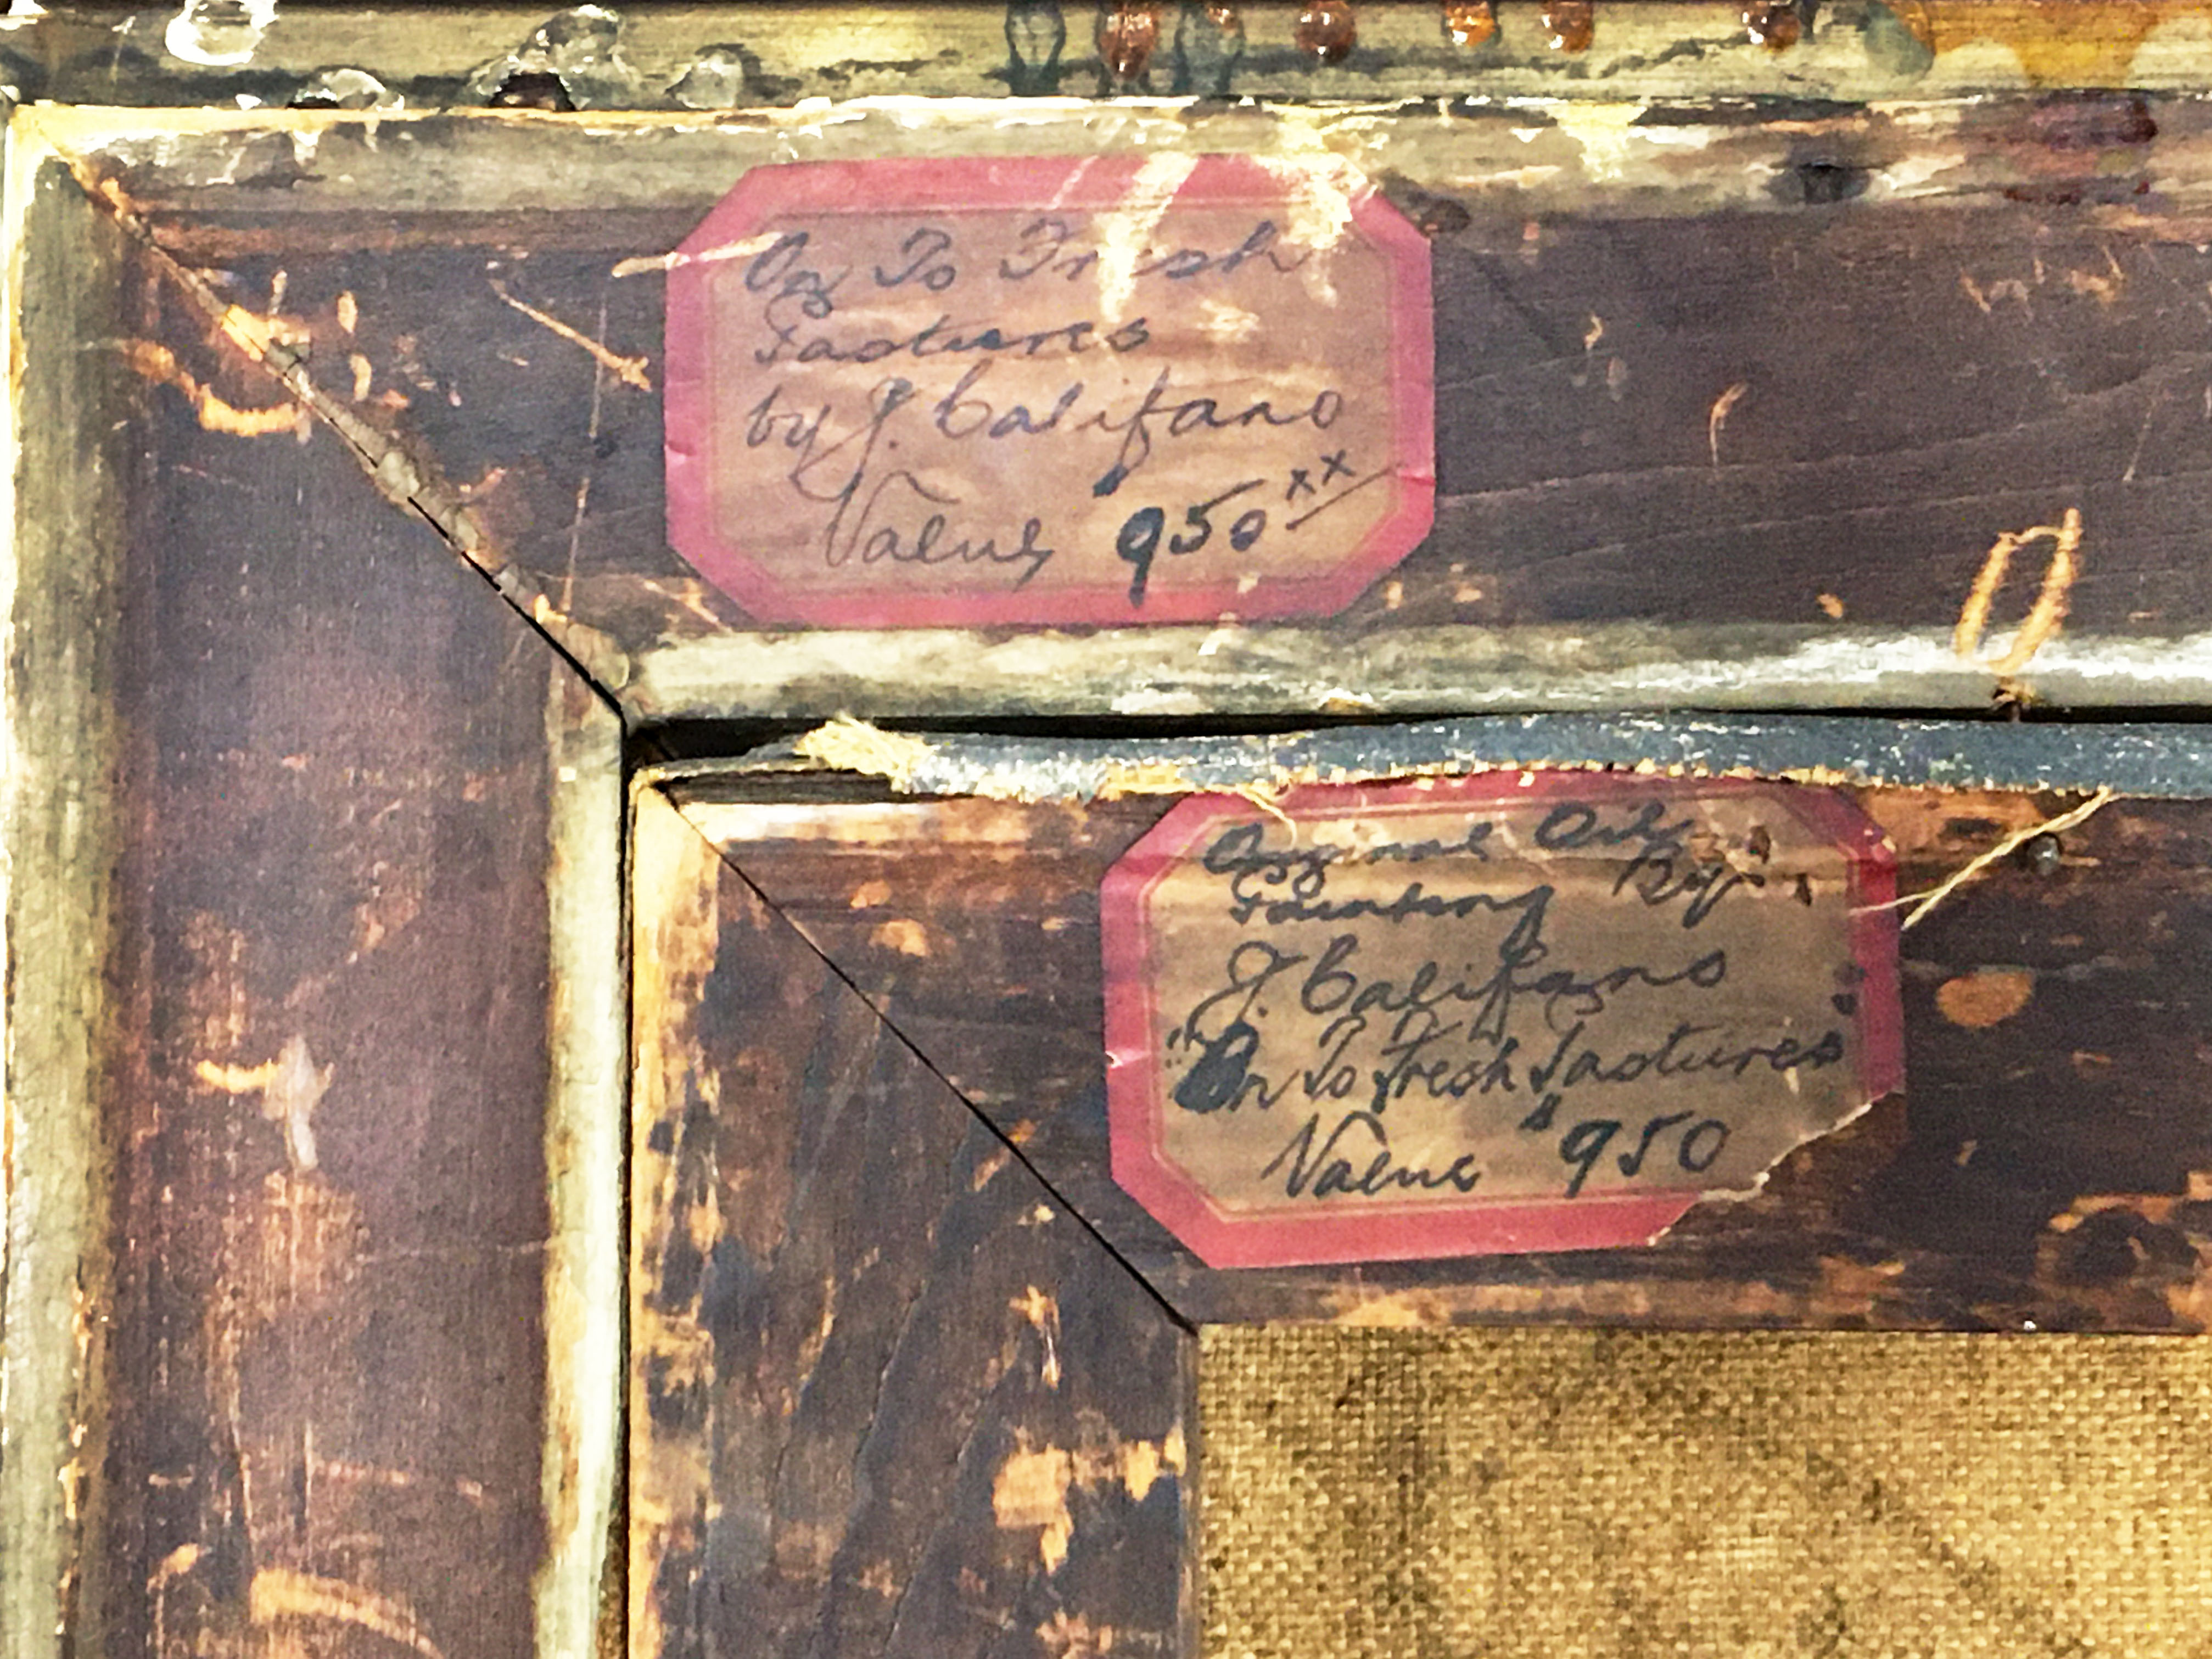 On To Fresh
Pastures
by J. Califano
Value 950xx
Original Oil
Painting By
J. Califano
"On To Fresh Pastures
Value $950